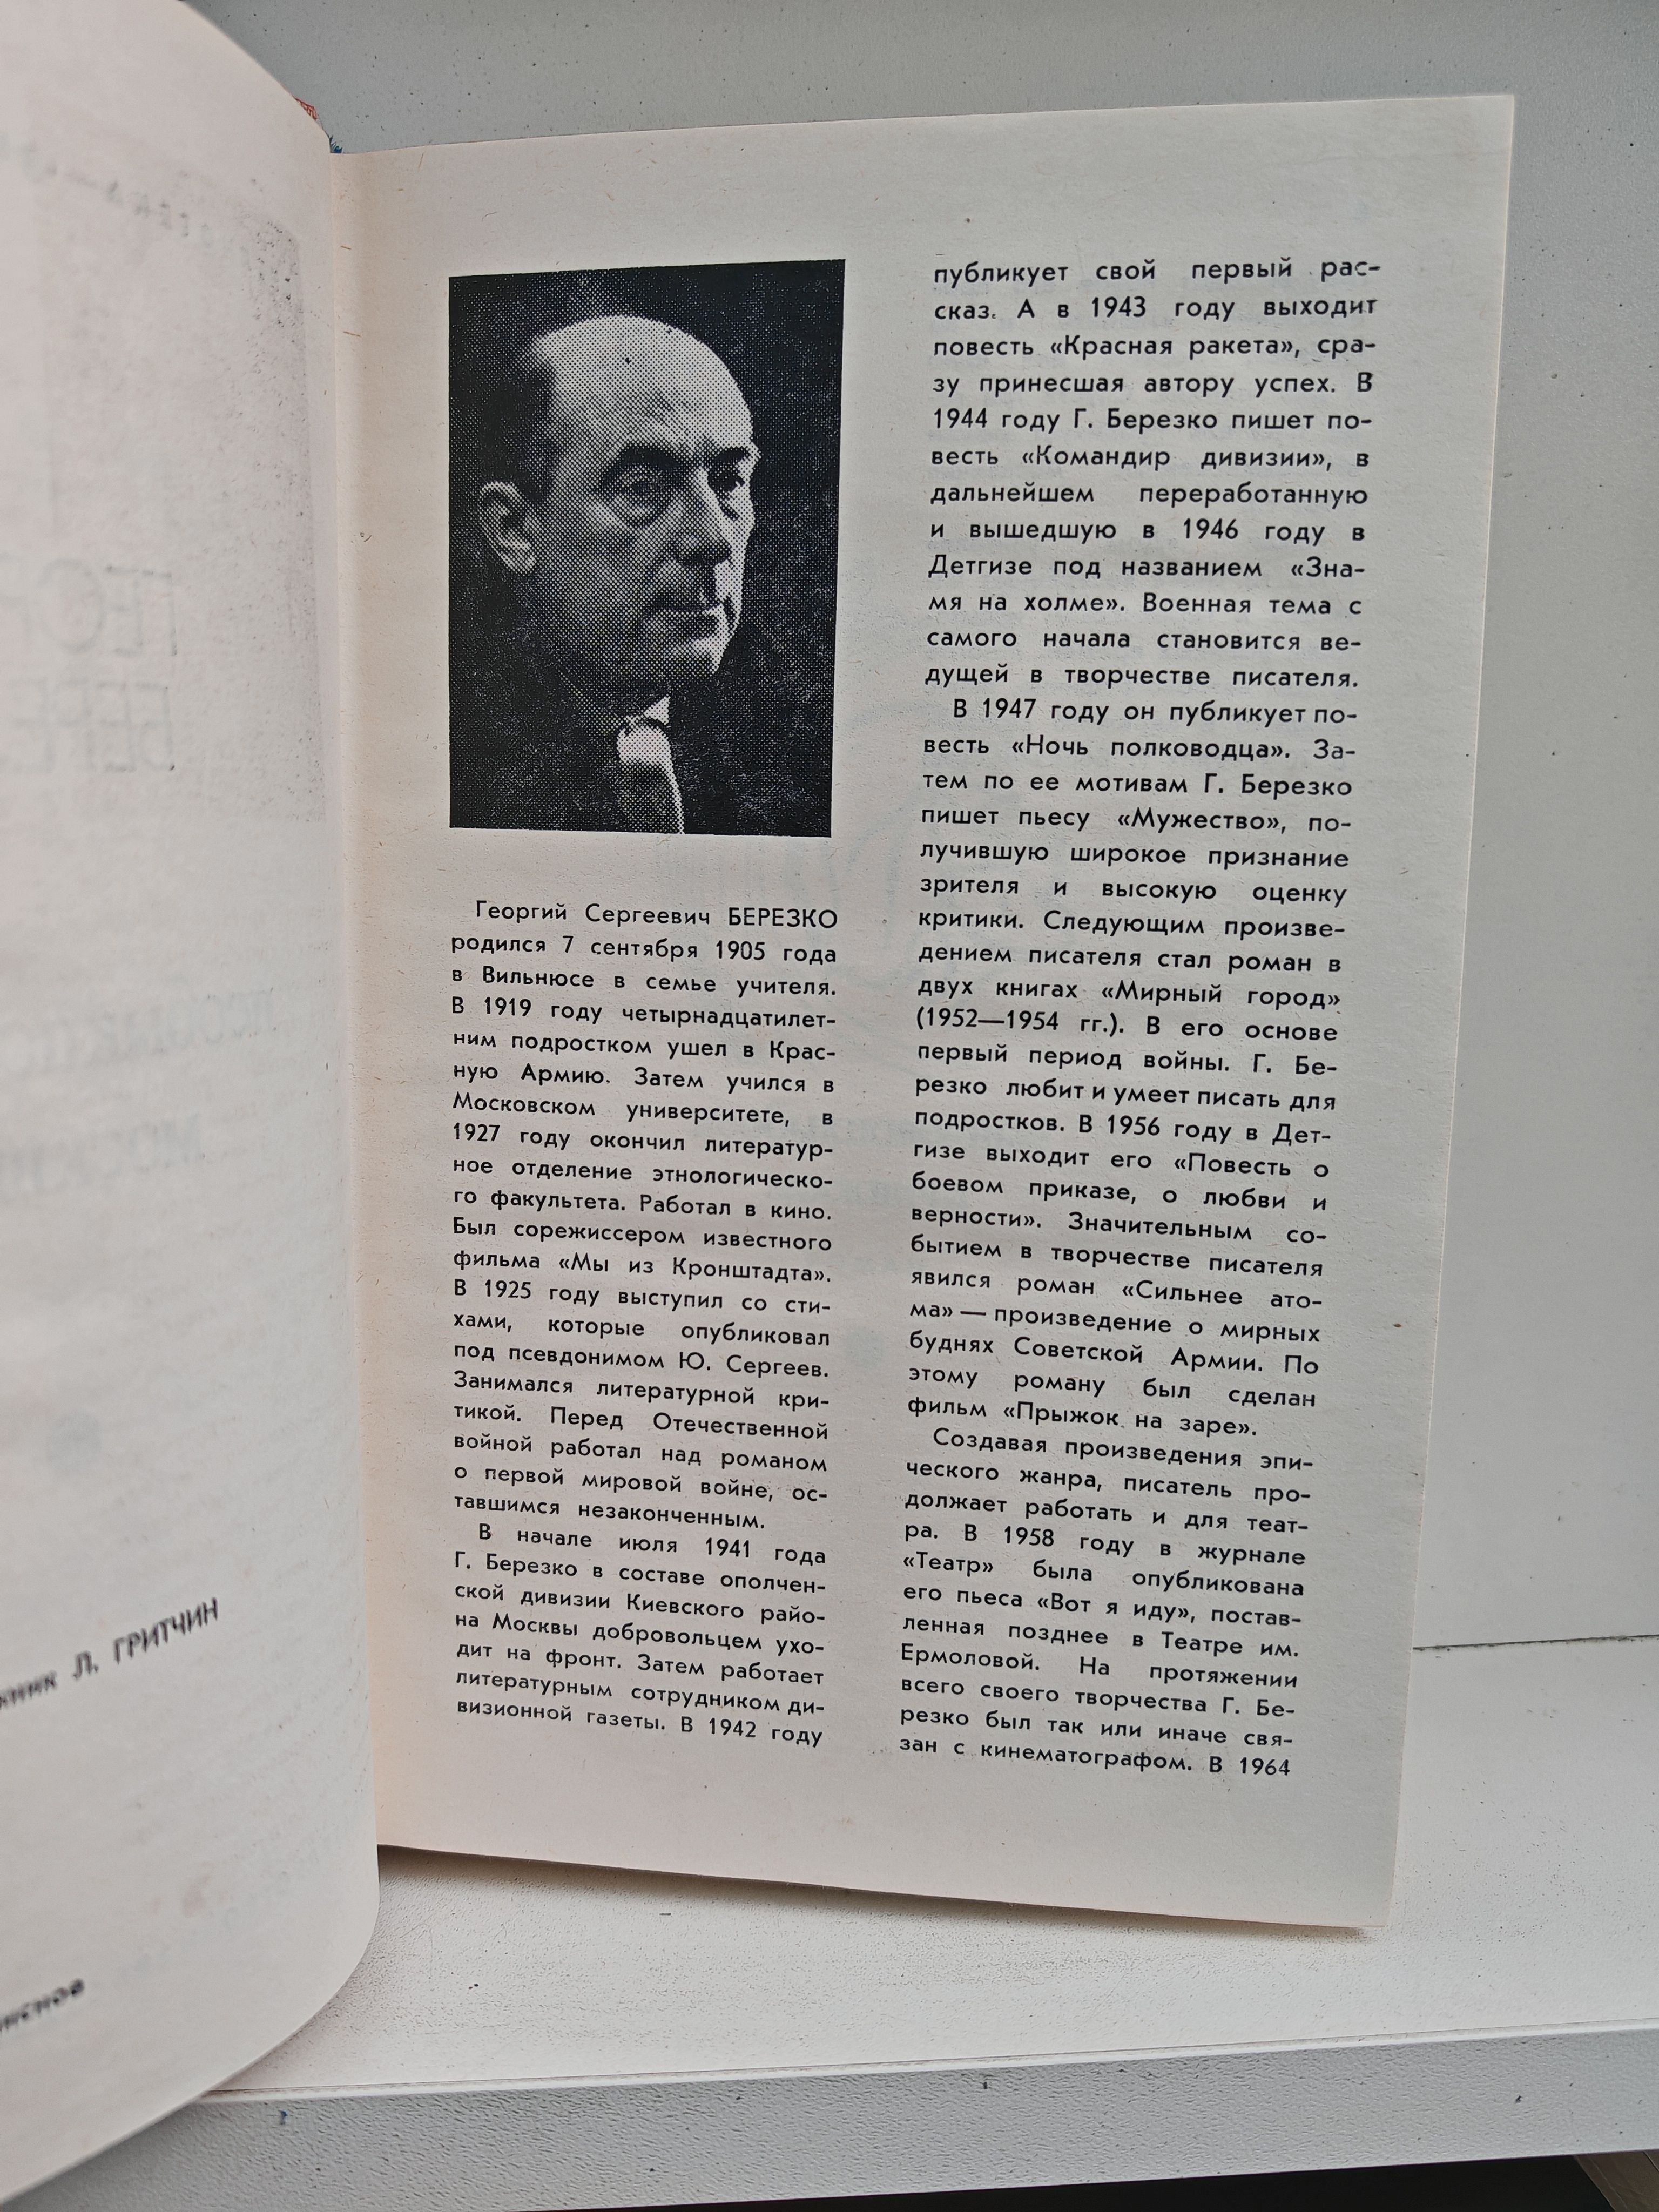 Л. ГРИТЧИН
Георгий Сергеевич БЕРЕЗКО
родился 7 сентября 1905 года
в Вильнюсе в семье учителя.
В 1919 году четырнадцатилет-
ним подростком ушел в Крас-
ную Армию. Затем учился в
Московском университете, в
1927 году окончил литератур-
ное отделение этнологическо-
го факультета. Работал в кино.
Был сорежиссером известного
фильма «Мы из Кронштадта».
В 1925 году выступил со сти-
хами, которые опубликовал
под псевдонимом Ю. Сергеев.
Занимался литературной кри-
тикой. Перед Отечественной
войной работал над романом
о первой мировой войне, ос-
тавшимся незаконченным.
В начале июля 1941 года
Г. Березко в составе ополчен-
ской дивизии Киевского райо-
на Москвы добровольцем ухо-
дит на фронт. Затем работает
литературным сотрудником ди-
визионной газеты. В 1942 году
публикует свой первый рас-
сказ. А в 1943 году выходит
повесть «Красная ракета», сра-
зу принесшая автору успех. В
1944 году Г. Березко пишет по-
весть «Командир дивизии», в
дальнейшем переработанную
и вышедшую в 1946 году в
Детгизе под названием «Зна-
мя на холме». Военная тема с
самого начала становится ве-
дущей в творчестве писателя.
В 1947 году он публикует по-
весть «Ночь полководца». За-
тем по ее мотивам Г. Березко
пишет пьесу «Мужество», по-
лучившую широкое признание
зрителя и высокую оценку
критики. Следующим произве-
дением писателя стал роман в
двух книгах «Мирный город»
(1952—1954 гг.). В его основе
первый период войны. Г. Бе-
резко любит и умеет писать для
подростков. В 1956 году в Дет-
гизе выходит его «Повесть о
боевом приказе, о любви и
верности». Значительным со-
бытием в творчестве писателя
явился роман «Сильнее ато-
ма» — произведение о мирных
буднях Советской Армии. По
этому роману был сделан
фильм «Прыжок на заре».
Создавая произведения эпи-
ческого жанра, писатель про-
должает работать и для теат-
ра. В 1958 году в журнале
«Театр» была опубликована
его пьеса «Вот я иду», постав-
ленная позднее в Театре им.
Ермоловой. На протяжении
всего своего творчества Г. Бе-
резко был так или иначе свя-
зан с кинематографом. В 1964